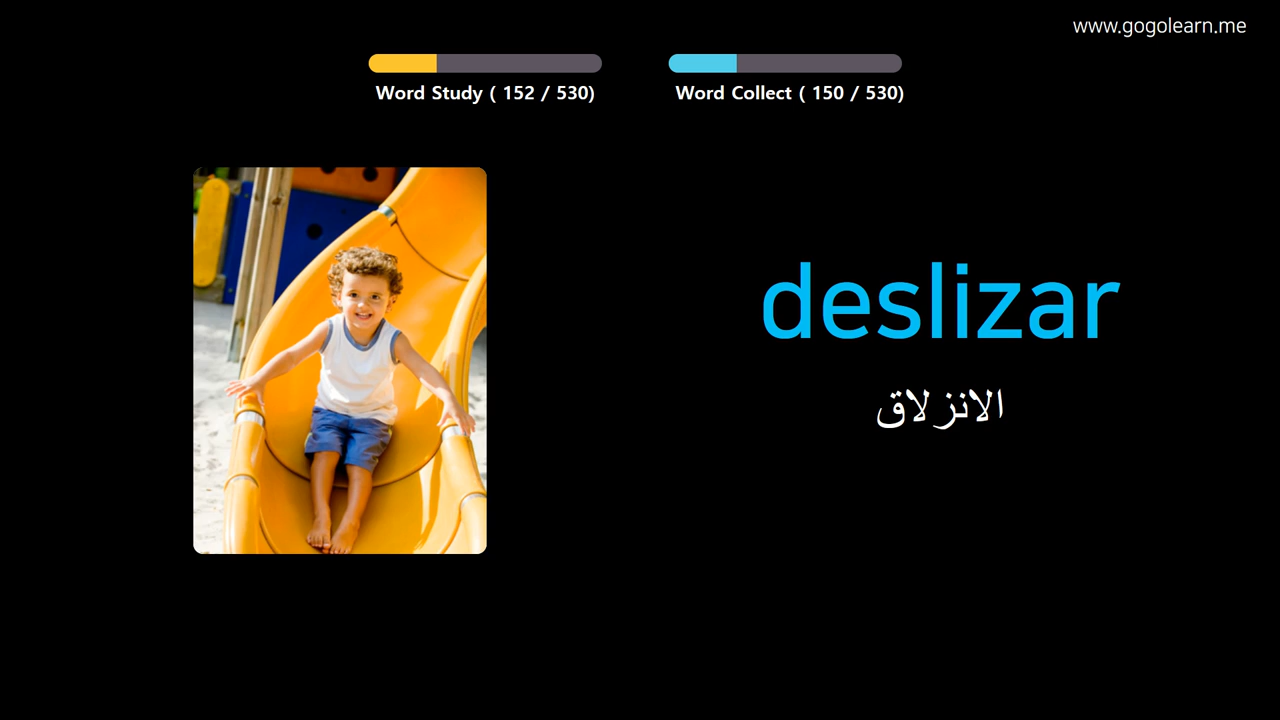 www.gogolearn.me
Word Study ( 152 / 530)
Word Collect ( 150 / 530)
deslizar
الانزلاق